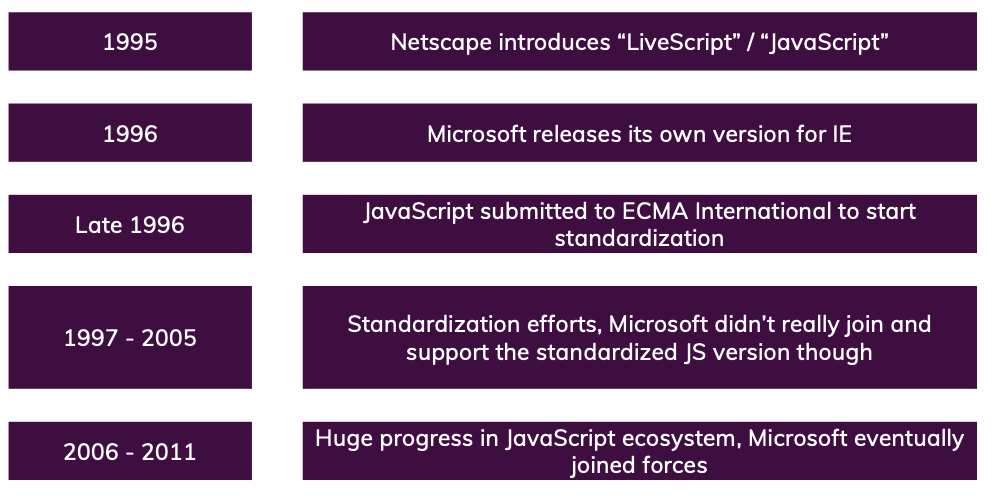 1995
Netscape introduces “LiveScript” / “JavaScript”
1996
Microsoft releases its own version for IE
Late 1996
JavaScript submitted to ECMA International to start
standardization
1997 - 2005
Standardization efforts, Microsoft didn’t really join and
support the standardized JS version though
2006 - 2011
Huge progress in JavaScript ecosystem, Microsoft eventually
joined forces